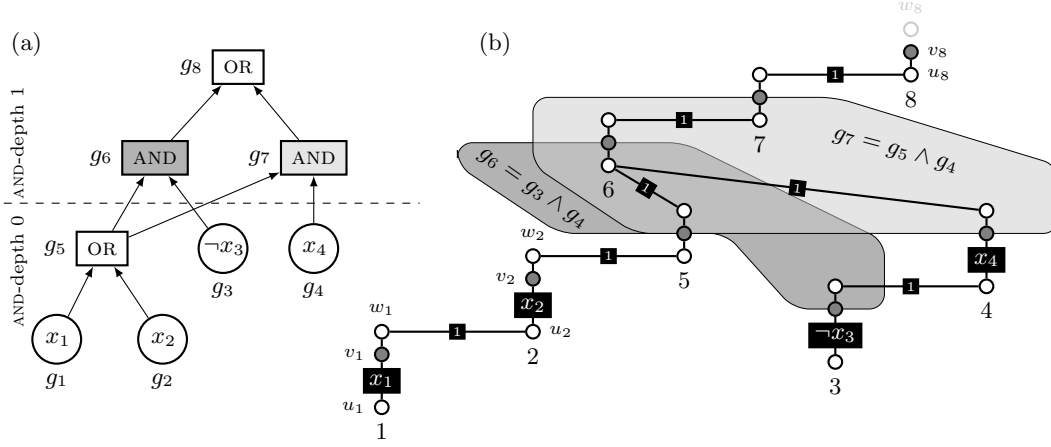 (a)
AND-depth 1
AND-depth 0
g8 OR
g6 AND
g7 AND
g5 OR
¬x3
g3
x4
g4
x1
g1
x2
g2
(b)
w8
v8
u8
8
1
7
1
6
g7 = g5 ∧ g4
g6 = g3 ∧ g4
1
1
w2
1
5
v2
x2
u2
2
x4
4
1
¬x3
3
w1
1
v1
x1
u1
1